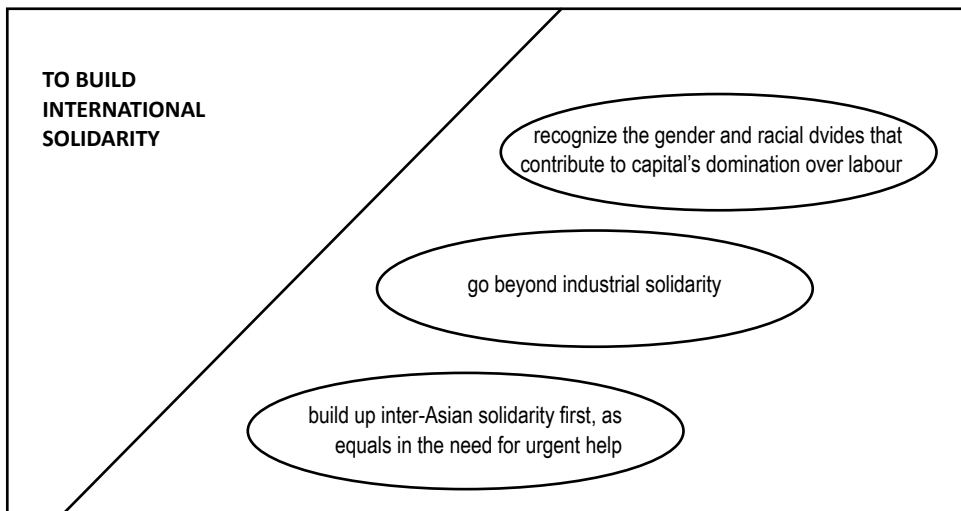 TO BUILD
INTERNATIONAL
SOLIDARITY
recognize the gender and racial dvides that
contribute to capital’s domination over labour
go beyond industrial solidarity
build up inter-Asian solidarity first, as
equals in the need for urgent help